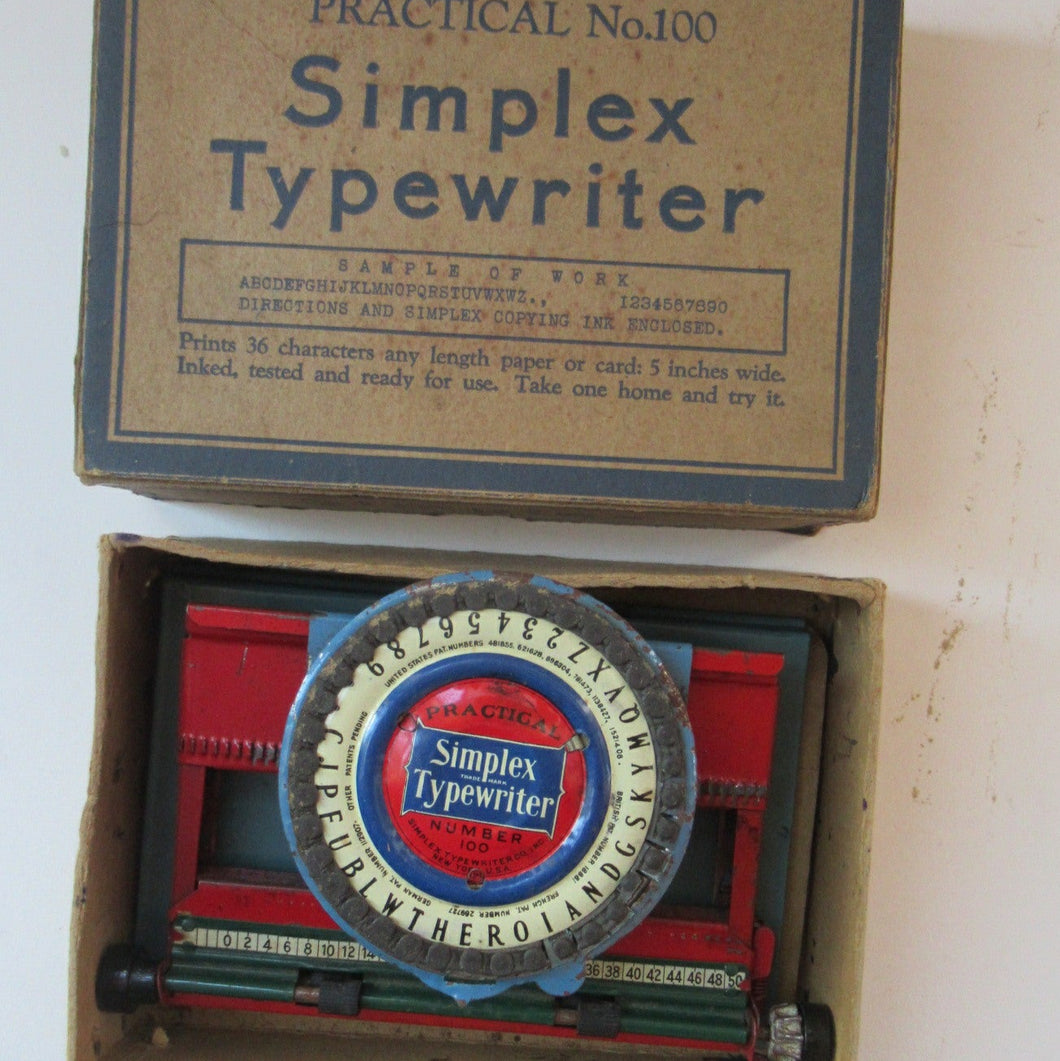 PRACTICAL No.100
Simplex
Typewriter
SAMPLE OF WORK
ABCDEFGHIJKLMNOPQRSTUVWXWZ., 1234567890
DIRECTIONS AND SIMPLEX COPYING INK ENCLOSED.
Prints 36 characters any length paper or card: 5 inches wide.
Inked, tested and ready for use. Take one home and try it.
98765432ZXVQMYKSGDNAIOREHTWLBUFPJC
UNITED STATES PAT. NUMBERS
OTHER PATENTS PENDING
GERMAN PAT. NUMBER
FRENCH PAT. NUMBER
PRACTICAL
Simplex
TRADE MARK
Typewriter
NUMBER
100
SIMPLEX TYPEWRITER CO., INC.
NEW YORK U.S.A.
0 2 4 6 8 10 12 36 38 40 42 44 46 48 50